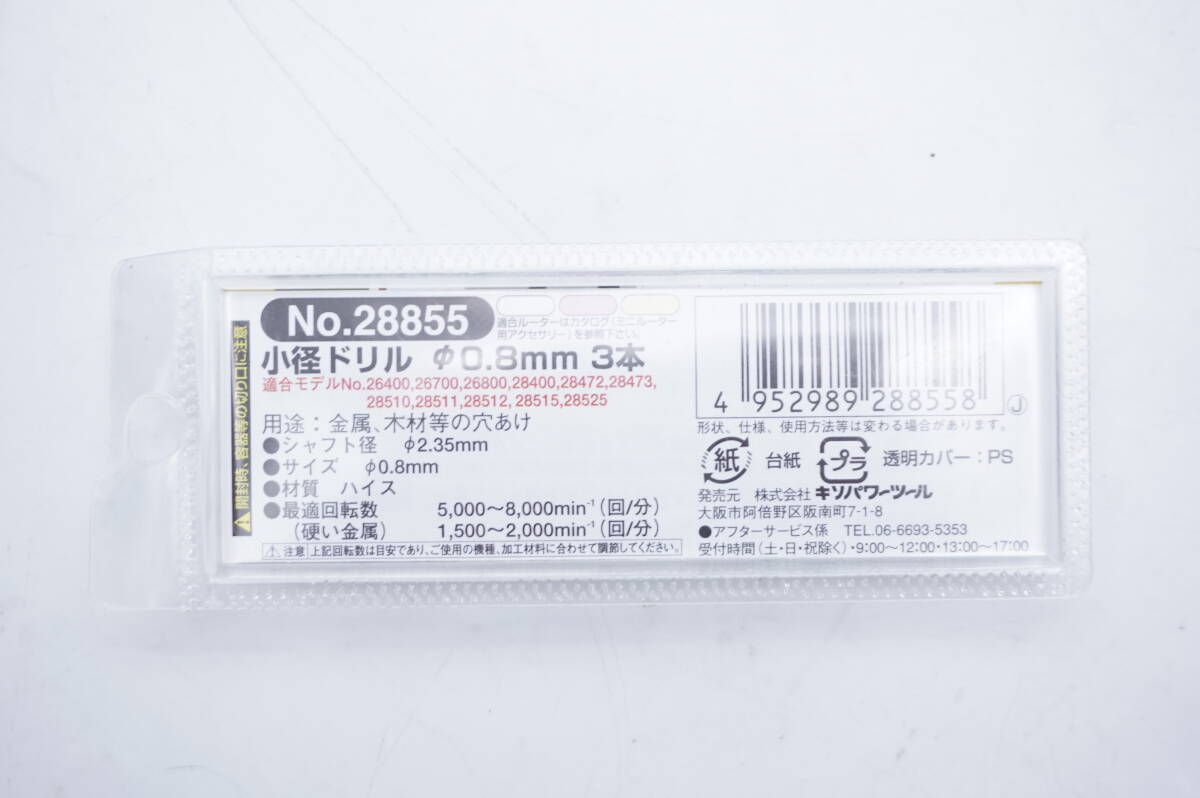 開封時、容器等の切り口に注意
No.28855
適合ルーターはカタログ「ミニルーター
用アクセサリー」を参照下さい。
小径ドリル φ0.8mm 3本
適合モデルNo.26400,26700,26800,28400,28472,28473,
28510,28511,28512, 28515,28525
用途：金属、木材等の穴あけ
●シャフト径 φ2.35mm
●サイズ φ0.8mm
●材質 ハイス
●最適回転数 5,000〜8,000min⁻¹(回/分)
(硬い金属) 1,500〜2,000min⁻¹(回/分)
注意 上記回転数は目安であり、ご使用の機種、加工材料に合わせて調節してください。
4 952989 288558 J
形状、仕様、使用方法等は変わる場合があります。
紙 台紙 プラ 透明カバー：PS
発売元 株式会社 キソパワーツール
大阪市阿倍野区阪南町7-1-8
●アフターサービス係 TEL.06-6693-5353
受付時間(土・日・祝除く)・9:00〜12:00・13:00〜17:00